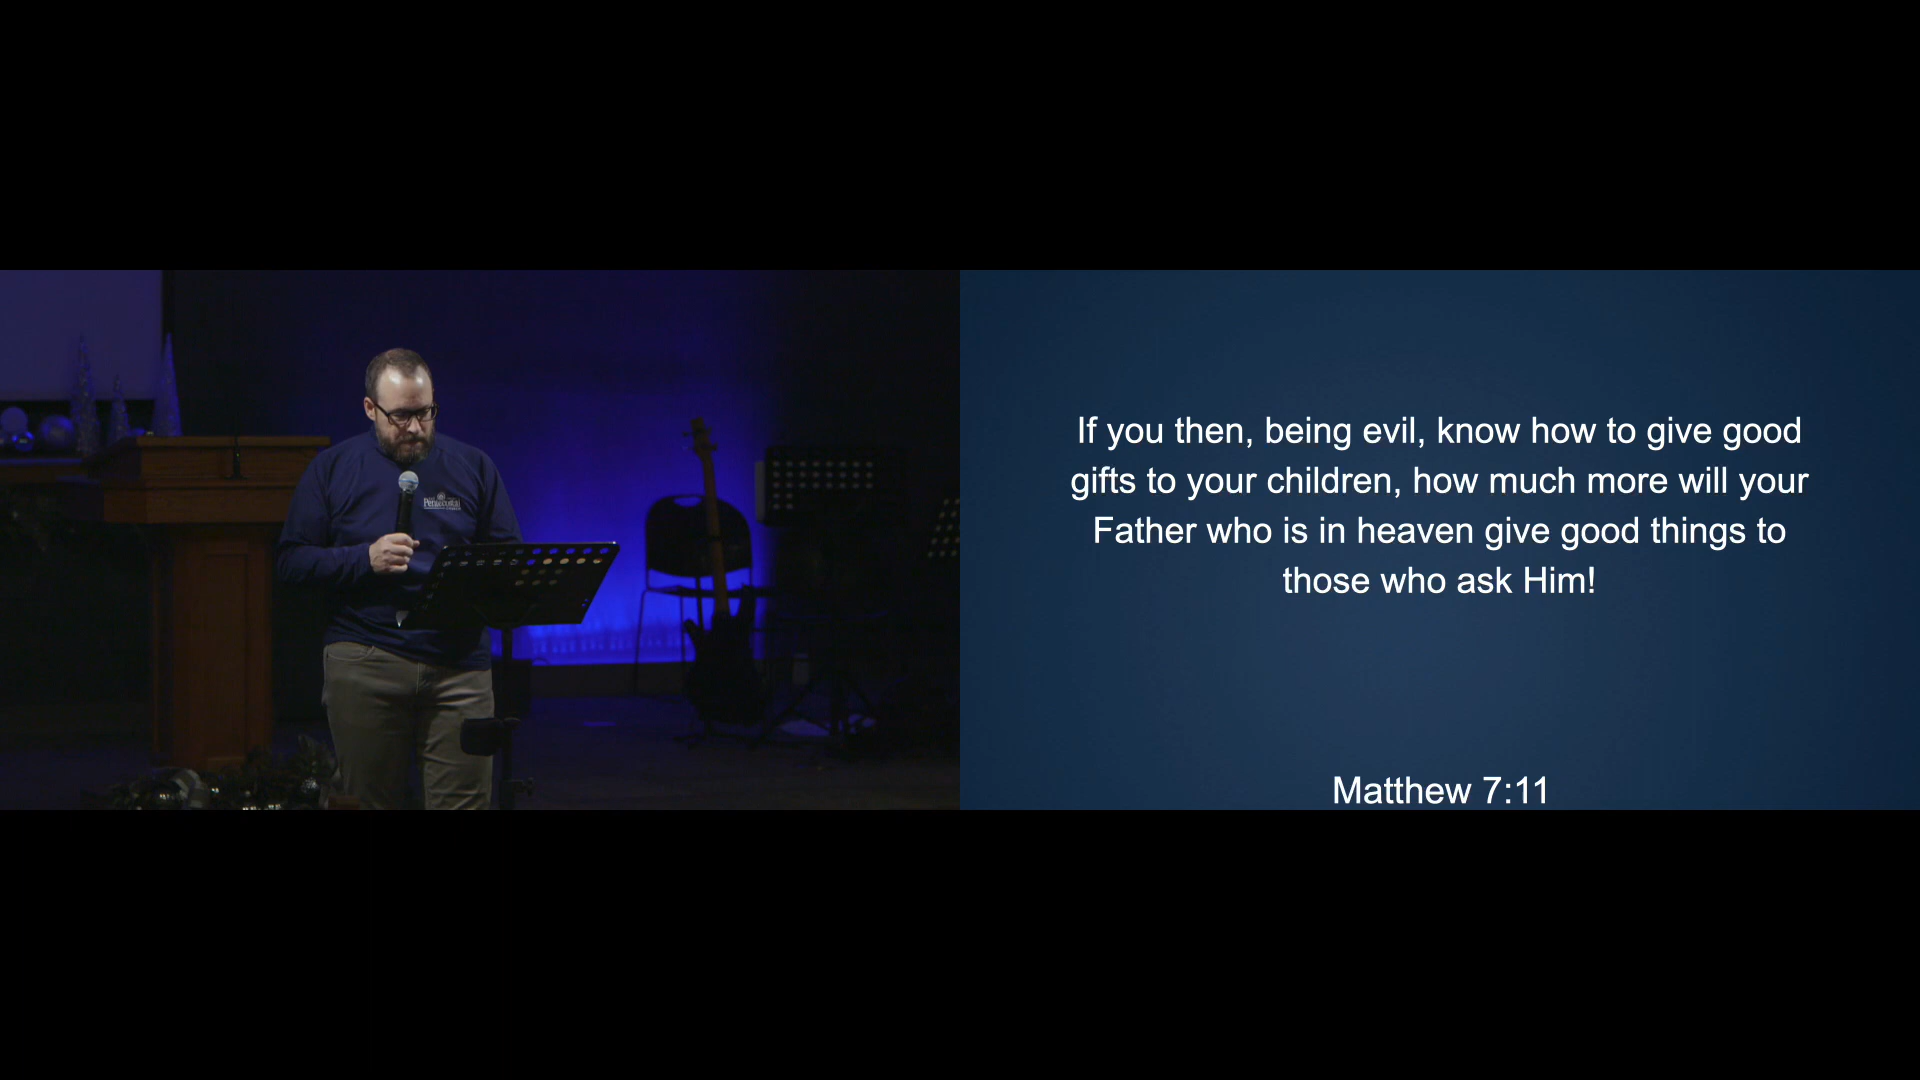 Pentecostal
If you then, being evil, know how to give good
gifts to your children, how much more will your
Father who is in heaven give good things to
those who ask Him!
Matthew 7:11